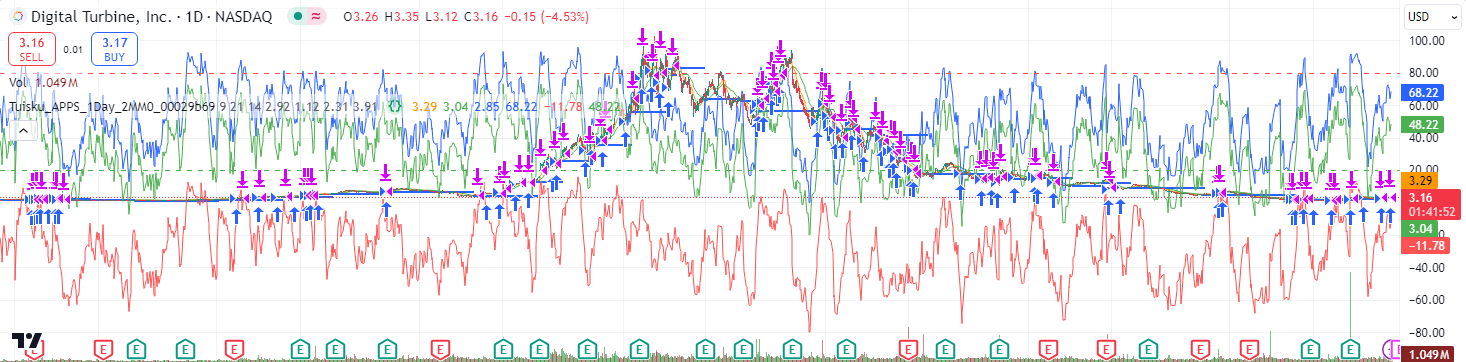 Digital Turbine, Inc. · 1D · NASDAQ O3.26 H3.35 L3.12 C3.16 −0.15 (−4.53%)
USD
3.16 0.01 3.17
SELL BUY
Vol 1.049M
Tuisku_APPS_1Day_2MM0_00029b69 9 21 14 2.92 1.12 2.31 3.91 3.29 3.04 2.85 68.22 −11.78 48.22
100.00
80.00
68.22
60.00
48.22
40.00
20.00
3.29
3.16
01:41:52
3.04
−11.78
−40.00
−60.00
−80.00
1.049M
E E E E E E E E E E E E E E E E E E E E E E E E E E